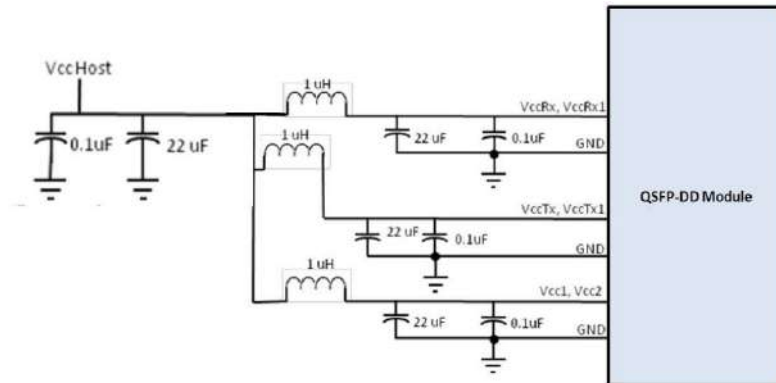 VccHost
1 uH
VccRx, VccRx1
0.1uF
22 uF
1 uH
22 uF
0.1uF
GND
QSFP-DD Module
VccTx, VccTx1
22 uF
0.1uF
1 uH
GND
Vcc1, Vcc2
22 uF
0.1uF
GND